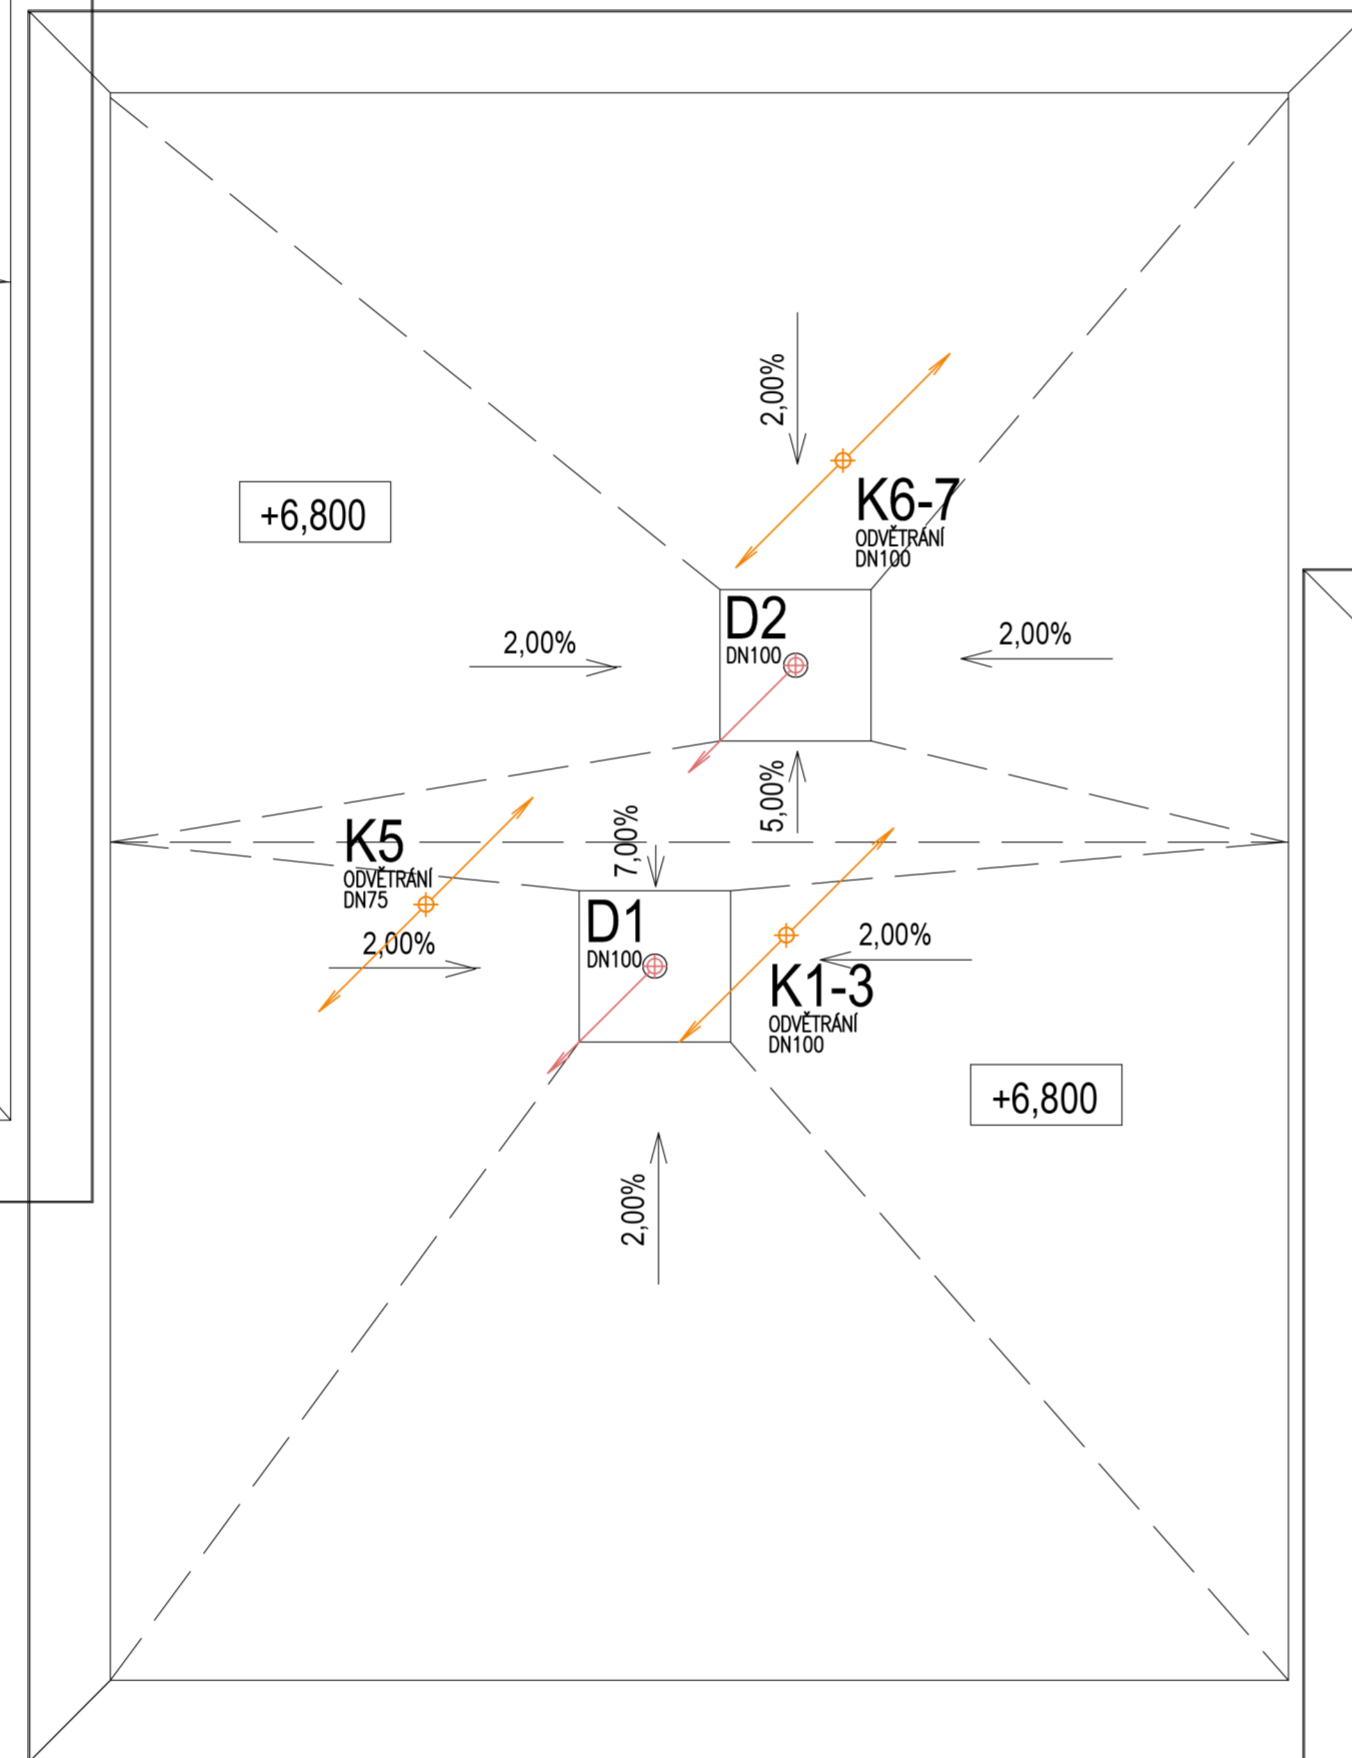 2,00%
K6-7
ODVĚTRÁNÍ
DN100
+6,800
D2
DN100
2,00%
2,00%
5,00%
7,00%
K5
ODVĚTRÁNÍ
DN75
2,00%
D1
DN100
2,00%
K1-3
ODVĚTRÁNÍ
DN100
+6,800
2,00%